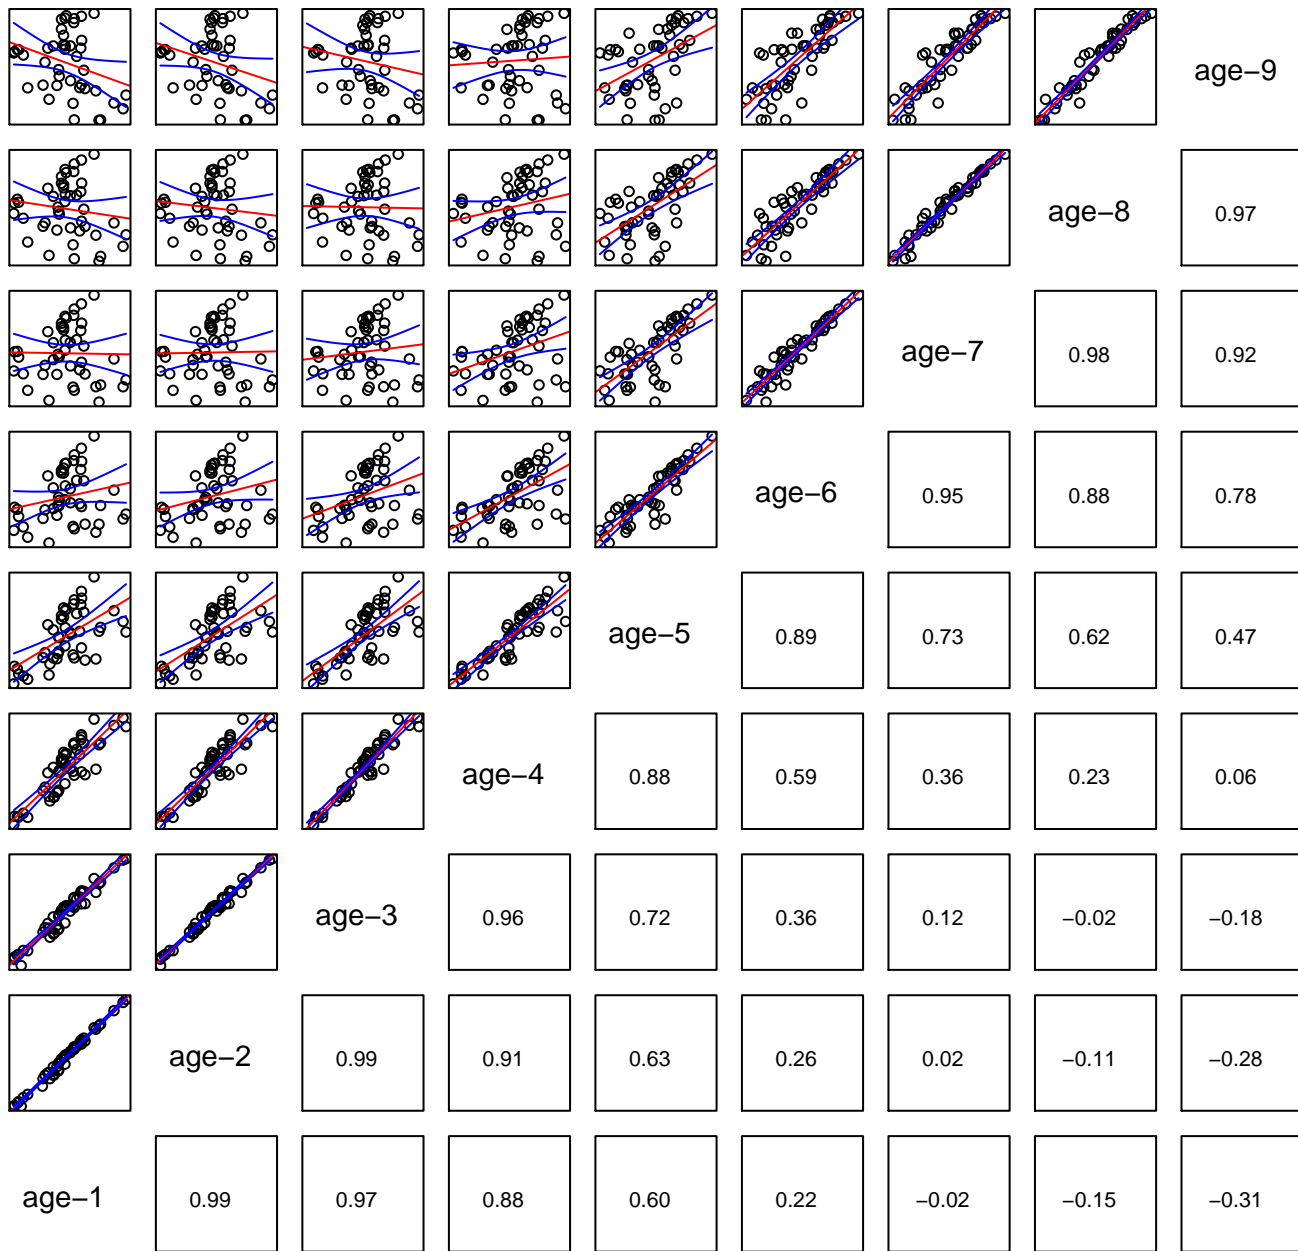 age−9
age−8 0.97
age−7 0.98 0.92
age−6 0.95 0.88 0.78
age−5 0.89 0.73 0.62 0.47
age−4 0.88 0.59 0.36 0.23 0.06
age−3 0.96 0.72 0.36 0.12 −0.02 −0.18
age−2 0.99 0.91 0.63 0.26 0.02 −0.11 −0.28
age−1 0.99 0.97 0.88 0.60 0.22 −0.02 −0.15 −0.31